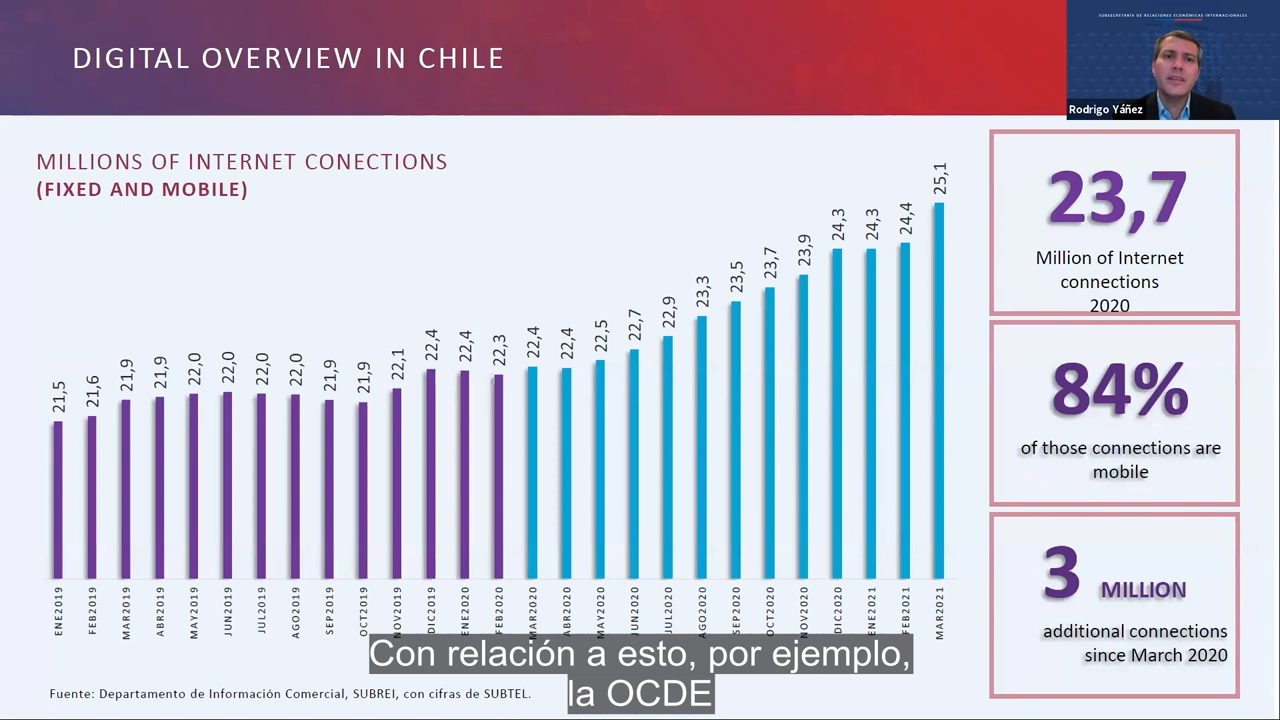 DIGITAL OVERVIEW IN CHILE
SUBSECRETARÍA DE RELACIONES ECONÓMICAS INTERNACIONALES
Rodrigo Yáñez
MILLIONS OF INTERNET CONECTIONS
(FIXED AND MOBILE)
21,5
21,6
21,9
21,9
22,0
22,0
22,0
22,0
21,9
21,9
22,1
22,4
22,4
22,3
22,4
22,4
22,5
22,7
22,9
23,3
23,5
23,7
23,9
24,3
24,3
24,4
25,1
ENE2019
FEB2019
MAR2019
ABR2019
MAY2019
JUN2019
JUL2019
AGO2019
SEP2019
OCT2019
NOV2019
DIC2019
ENE2020
FEB2020
MAR2020
ABR2020
MAY2020
JUN2020
JUL2020
AGO2020
SEP2020
OCT2020
NOV2020
DIC2020
ENE2021
FEB2021
MAR2021
23,7
Million of Internet
connections
2020
84%
of those connections are
mobile
3 MILLION
additional connections
since March 2020
Con relación a esto, por ejemplo,
la OCDE
Fuente: Departamento de Información Comercial, SUBREI, con cifras de SUBTEL.